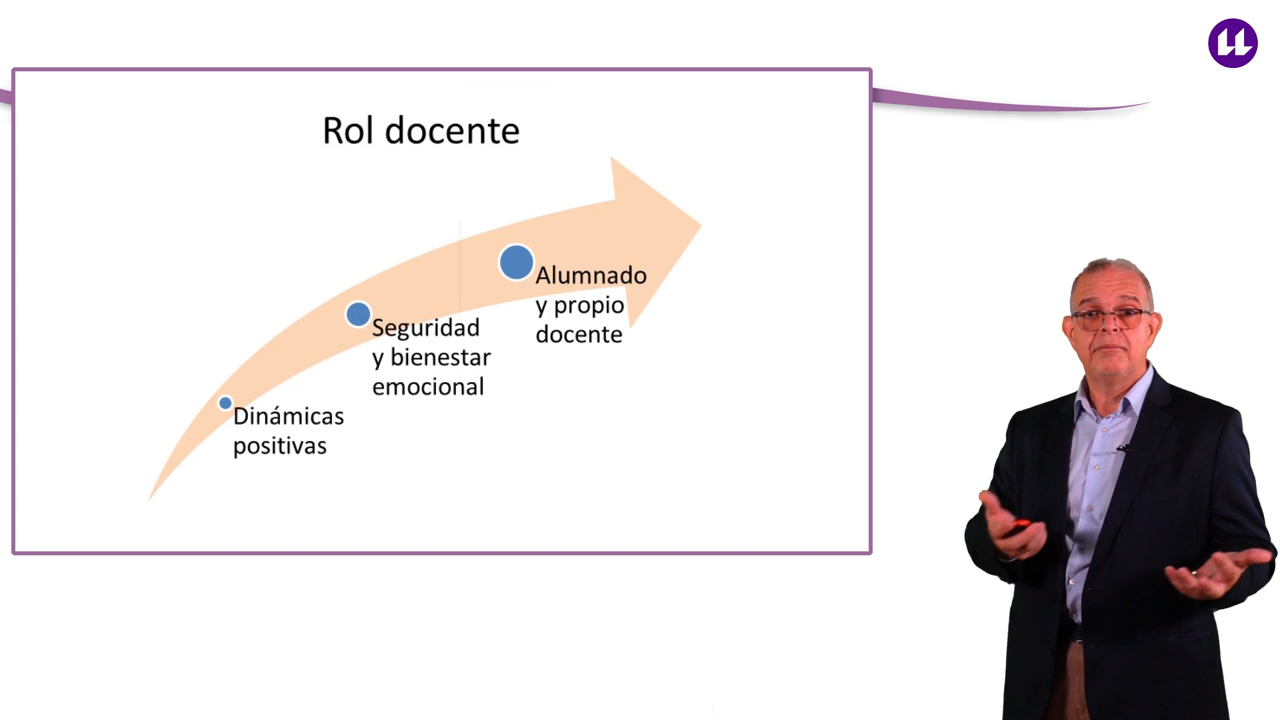 Rol docente
Alumnado
y propio
docente
Seguridad
y bienestar
emocional
Dinámicas
positivas